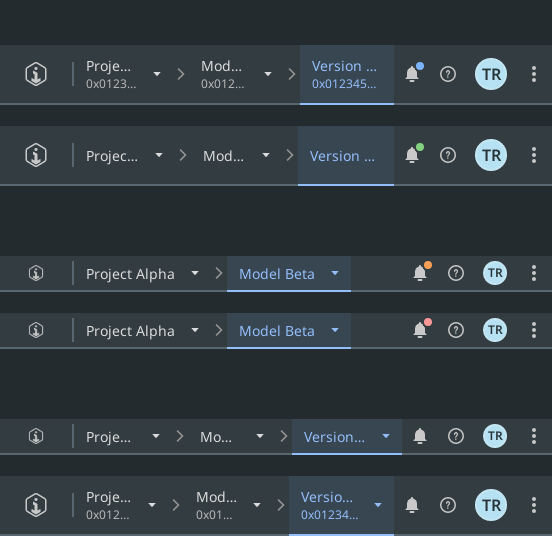 Proje... Mod... Version ... TR
0x0123... 0x012... 0x012345...
Projec... Mod... Version ... TR
Project Alpha Model Beta TR
Project Alpha Model Beta TR
Proje... Mo... Version... TR
Proje... Mod... Versio... TR
0x012... 0x01... 0x01234...